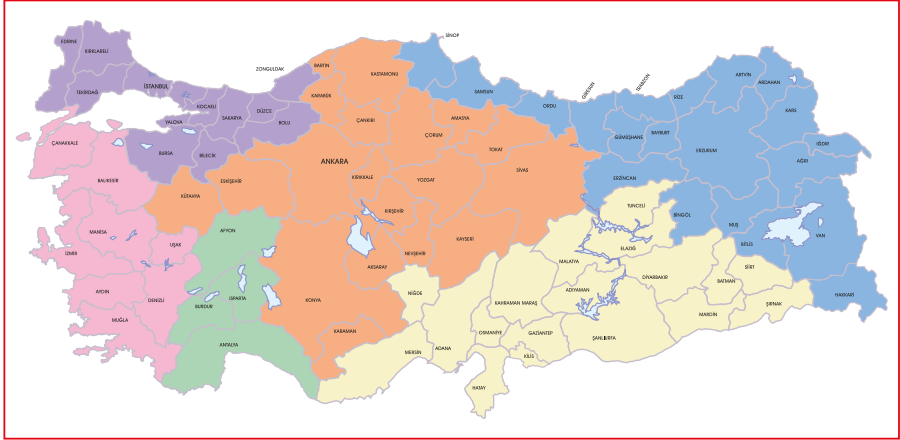 SİNOP
EDİRNE
KIRKLARELİ
ZONGULDAK
BARTIN
KASTAMONU
TEKİRDAĞ
İSTANBUL
KOCAELİ
YALOVA
SAKARYA
DÜZCE
BOLU
KARABÜK
SAMSUN
ORDU
GİRESUN
TRABZON
RİZE
ARTVİN
ARDAHAN
KARS
ÇANAKKALE
BURSA
BİLECİK
ÇANKIRI
ÇORUM
AMASYA
TOKAT
GÜMÜŞHANE
BAYBURT
ERZURUM
IĞDIR
AĞRI
BALIKESİR
KÜTAHYA
ESKİŞEHİR
ANKARA
KIRIKKALE
YOZGAT
SİVAS
ERZİNCAN
TUNCELİ
BİNGÖL
MUŞ
VAN
MANİSA
UŞAK
AFYON
KIRŞEHİR
NEVŞEHİR
KAYSERİ
ELAZIĞ
BİTLİS
İZMİR
AKSARAY
MALATYA
DİYARBAKIR
SİİRT
BATMAN
AYDIN
DENİZLİ
BURDUR
ISPARTA
KONYA
NİĞDE
KAHRAMAN MARAŞ
ADIYAMAN
ŞIRNAK
HAKKARİ
MUĞLA
ANTALYA
KARAMAN
MERSİN
ADANA
OSMANİYE
GAZİANTEP
KİLİS
ŞANLIURFA
MARDİN
HATAY